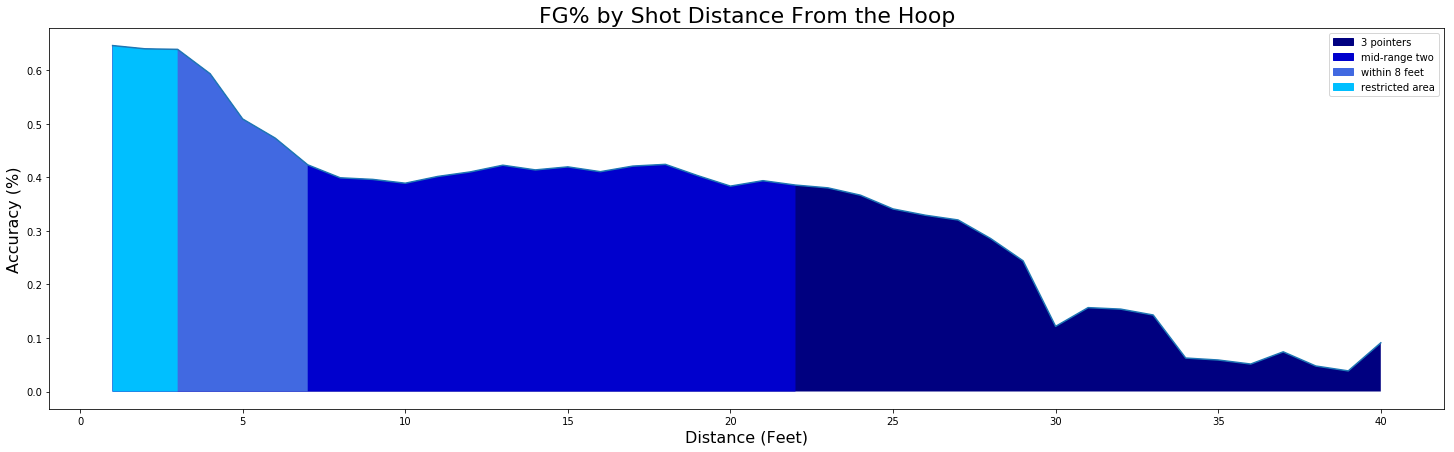 FG% by Shot Distance From the Hoop
3 pointers
mid-range two
within 8 feet
restricted area
Accuracy (%)
0.6
0.5
0.4
0.3
0.2
0.1
0.0
0 5 10 15 20 25 30 35 40
Distance (Feet)